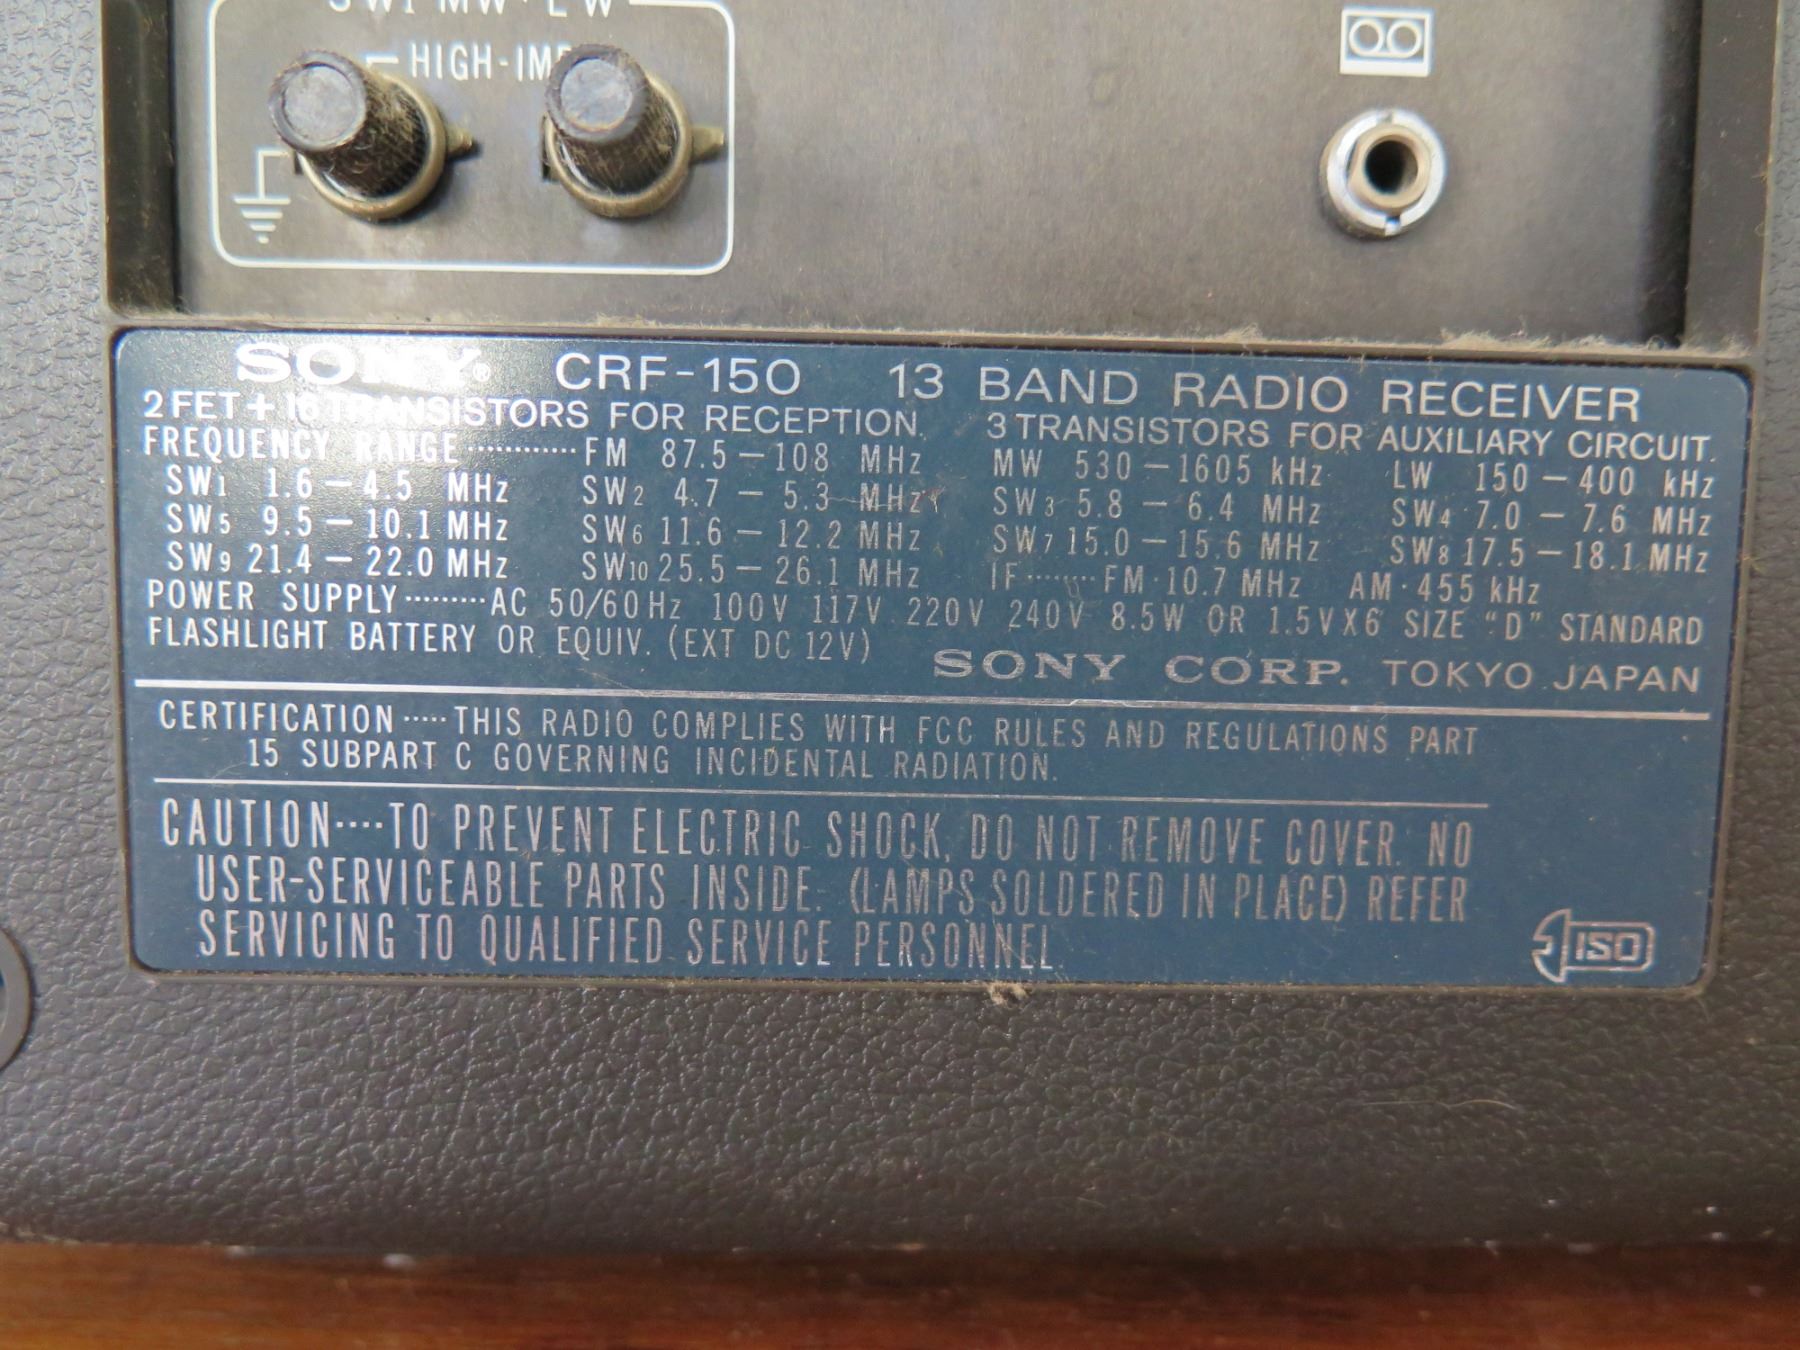 SW1 MW · LW
HIGH-IMP
SONY® CRF-150 13 BAND RADIO RECEIVER
2 FET + 16 TRANSISTORS FOR RECEPTION. 3 TRANSISTORS FOR AUXILIARY CIRCUIT.
FREQUENCY RANGE ············ FM 87.5 — 108 MHz MW 530 — 1605 kHz LW 150 — 400 kHz
SW1 1.6 — 4.5 MHz SW2 4.7 — 5.3 MHz SW3 5.8 — 6.4 MHz SW4 7.0 — 7.6 MHz
SW5 9.5 — 10.1 MHz SW6 11.6 — 12.2 MHz SW7 15.0 — 15.6 MHz SW8 17.5 — 18.1 MHz
SW9 21.4 — 22.0 MHz SW10 25.5 — 26.1 MHz IF ········ FM · 10.7 MHz AM · 455 kHz
POWER SUPPLY ········· AC 50/60 Hz 100V 117V 220V 240V 8.5W OR 1.5V X 6 SIZE "D" STANDARD
FLASHLIGHT BATTERY OR EQUIV. (EXT DC 12V)
SONY CORP. TOKYO JAPAN
CERTIFICATION ····· THIS RADIO COMPLIES WITH FCC RULES AND REGULATIONS PART
15 SUBPART C GOVERNING INCIDENTAL RADIATION.
CAUTION ···· TO PREVENT ELECTRIC SHOCK, DO NOT REMOVE COVER. NO
USER-SERVICEABLE PARTS INSIDE. (LAMPS SOLDERED IN PLACE) REFER
SERVICING TO QUALIFIED SERVICE PERSONNEL.
ISO